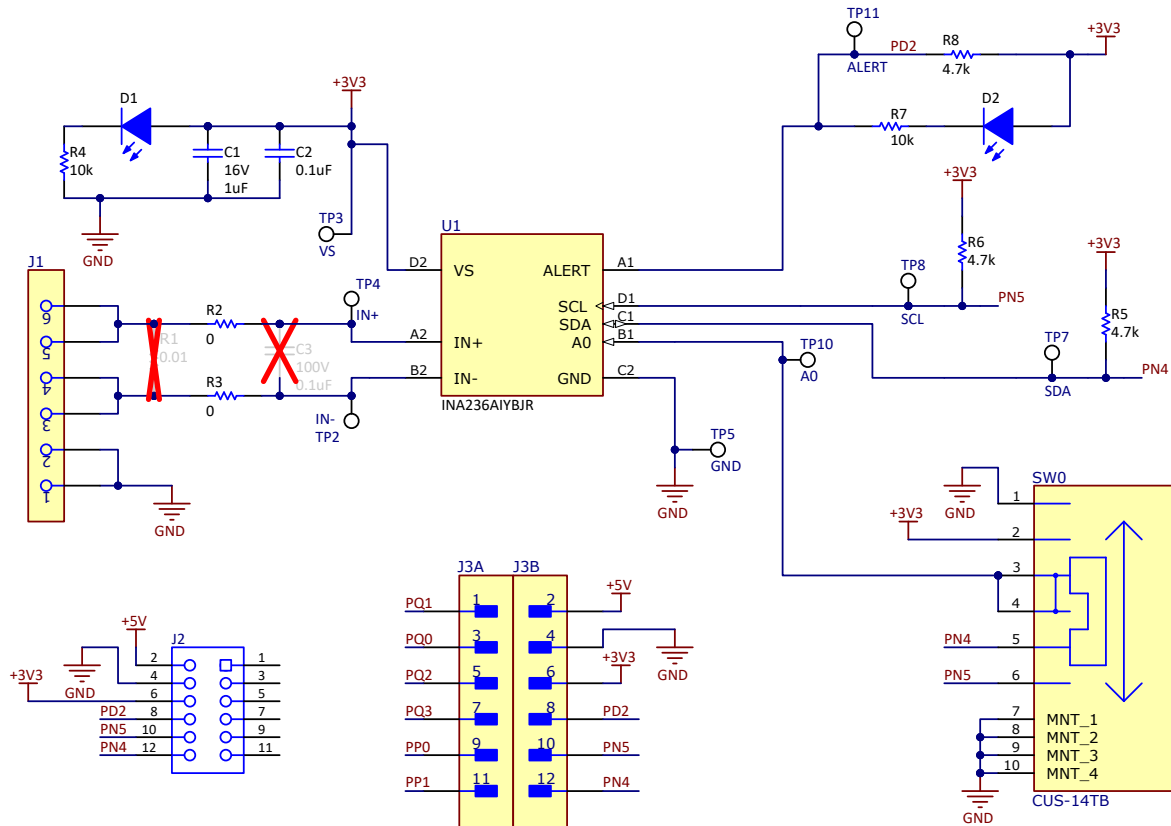 TP11
ALERT
PD2
R8
4.7k
+3V3
R7
10k
D2
+3V3
D1
R4
10k
C1
16V
1uF
C2
0.1uF
GND
TP3
VS
+3V3
R6
4.7k
+3V3
R5
4.7k
TP8
SCL
PN5
TP7
SDA
PN4
TP10
A0
U1
D2
VS
A2
IN+
B2
IN-
ALERT
A1
SCL
D1
SDA
C1
A0
B1
GND
C2
INA236AIYBJR
TP4
IN+
IN-
TP2
TP5
GND
GND
J1
6
5
4
3
2
1
R1
0.01
R2
0
R3
0
C3
100V
0.1uF
GND
SW0
GND
+3V3
1
2
3
4
PN4
5
PN5
6
7
MNT_1
8
MNT_2
9
MNT_3
10
MNT_4
GND
CUS-14TB
J2
+5V
GND
+3V3
2
1
4
3
6
5
PD2
8
7
PN5
10
9
PN4
12
11
J3A
J3B
PQ1
1
2
+5V
PQ0
3
4
GND
PQ2
5
6
+3V3
PQ3
7
8
PD2
PP0
9
10
PN5
PP1
11
12
PN4